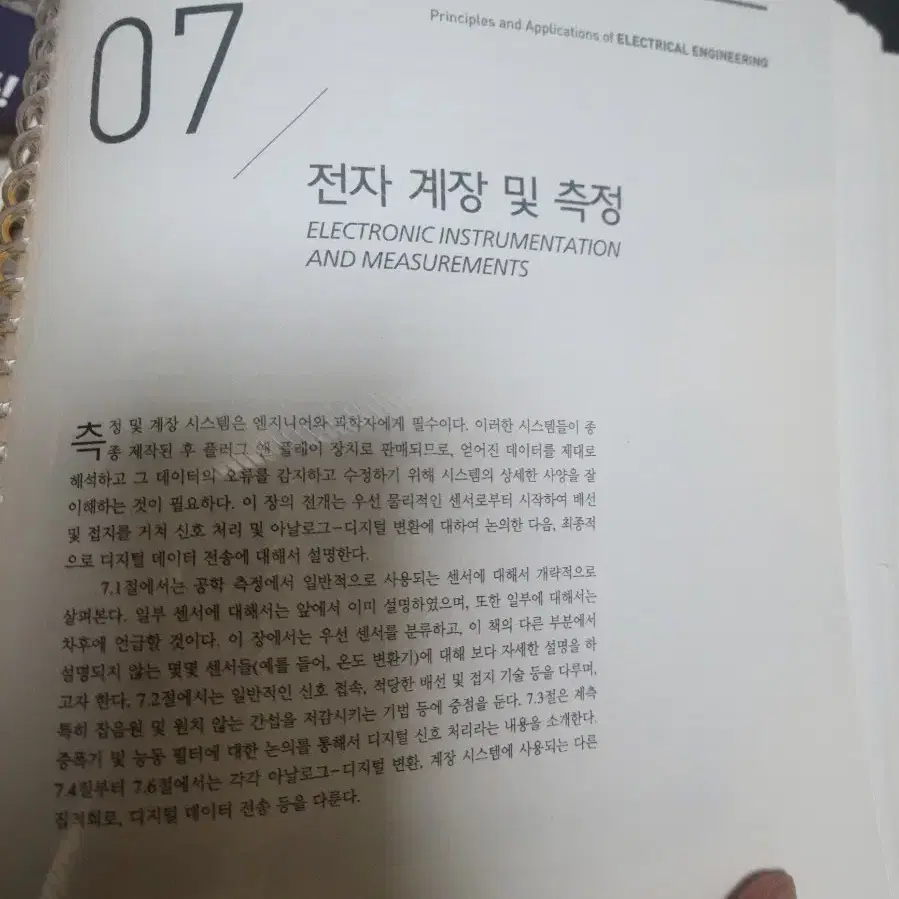 Principles and Applications of ELECTRICAL ENGINEERING
07
전자 계장 및 측정
ELECTRONIC INSTRUMENTATION
AND MEASUREMENTS
측정 및 계장 시스템은 엔지니어와 과학자에게 필수이다. 이러한 시스템들이 종
종 제작된 후 플러그 앤 플레이 장치로 판매되므로, 얻어진 데이터를 제대로
해석하고 그 데이터의 오류를 감지하고 수정하기 위해 시스템의 상세한 사양을 잘
이해하는 것이 필요하다. 이 장의 전개는 우선 물리적인 센서로부터 시작하여 배선
및 접지를 거쳐 신호 처리 및 아날로그-디지털 변환에 대하여 논의한 다음, 최종적
으로 디지털 데이터 전송에 대해서 설명한다.
7.1절에서는 공학 측정에서 일반적으로 사용되는 센서에 대해서 개략적으로
살펴본다. 일부 센서에 대해서는 앞에서 이미 설명하였으며, 또한 일부에 대해서는
차후에 언급할 것이다. 이 장에서는 우선 센서를 분류하고, 이 책의 다른 부분에서
설명되지 않는 몇몇 센서들(예를 들어, 온도 변환기)에 대해 보다 자세한 설명을 하
고자 한다. 7.2절에서는 일반적인 신호 접속, 적당한 배선 및 접지 기술 등을 다루며,
특히 잡음원 및 원치 않는 간섭을 저감시키는 기법 등에 중점을 둔다. 7.3절은 계측
증폭기 및 능동 필터에 대한 논의를 통해서 디지털 신호 처리라는 내용을 소개한다.
7.4절부터 7.6절에서는 각각 아날로그-디지털 변환, 계장 시스템에 사용되는 다른
집적회로, 디지털 데이터 전송 등을 다룬다.
!